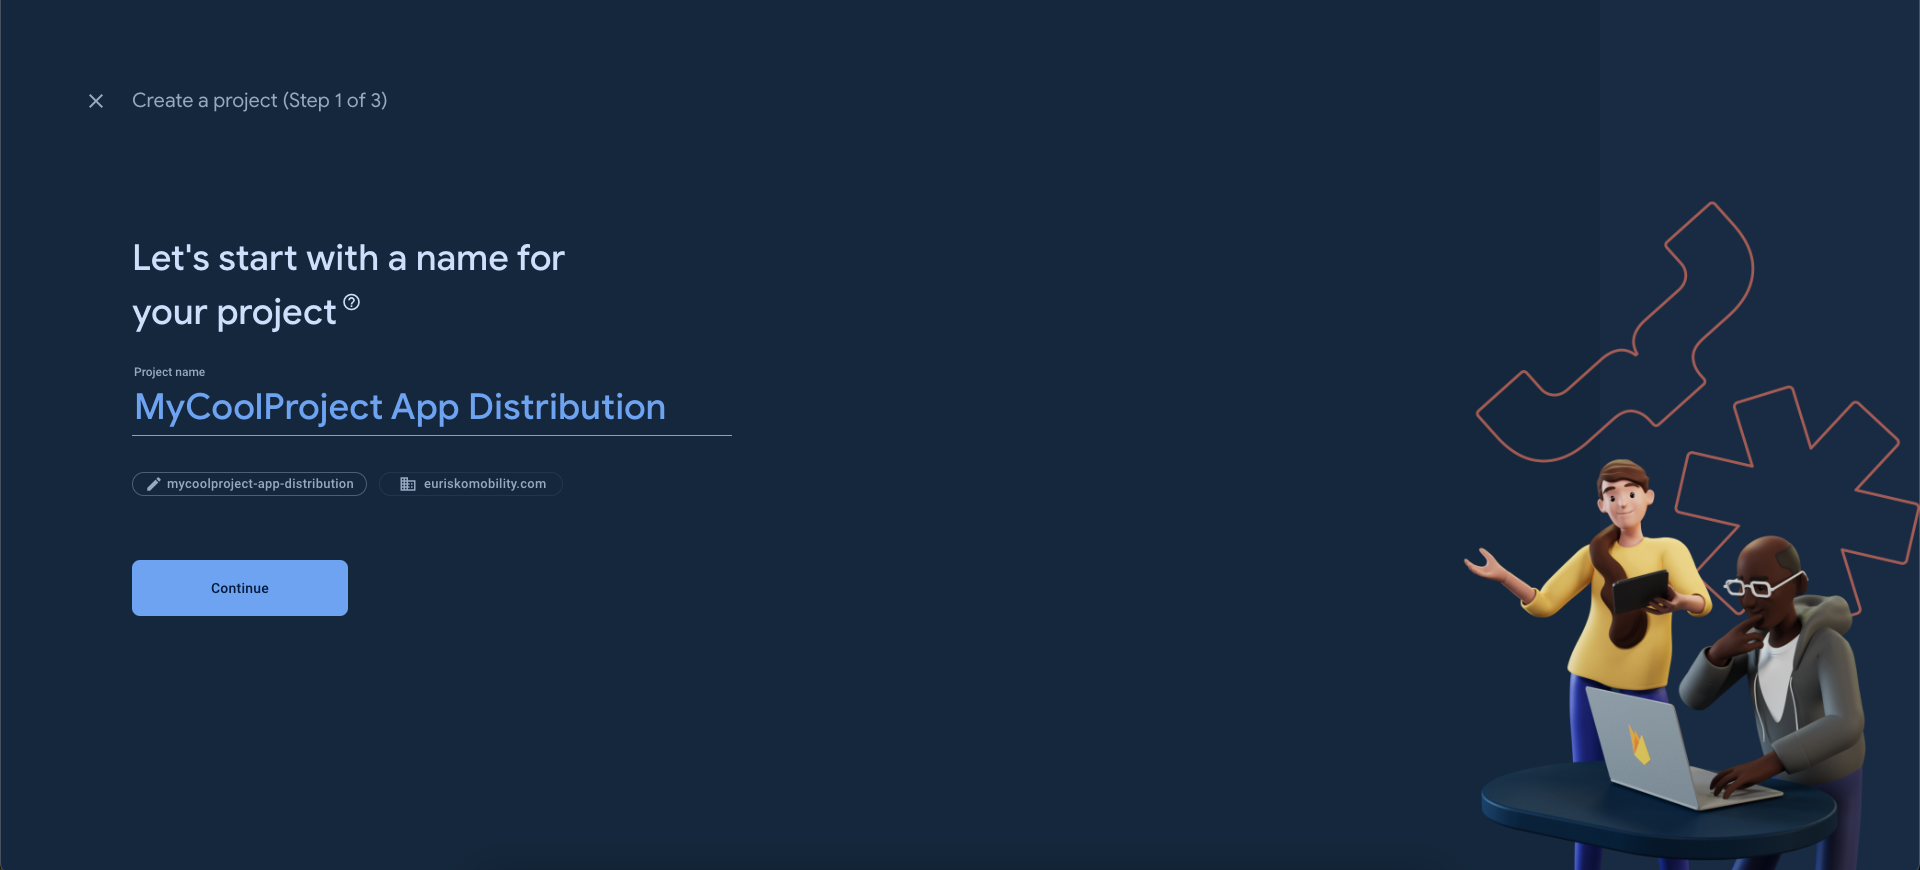 Create a project (Step 1 of 3)
Let's start with a name for
your project
Project name
MyCoolProject App Distribution
mycoolproject-app-distribution
euriskomobility.com
Continue